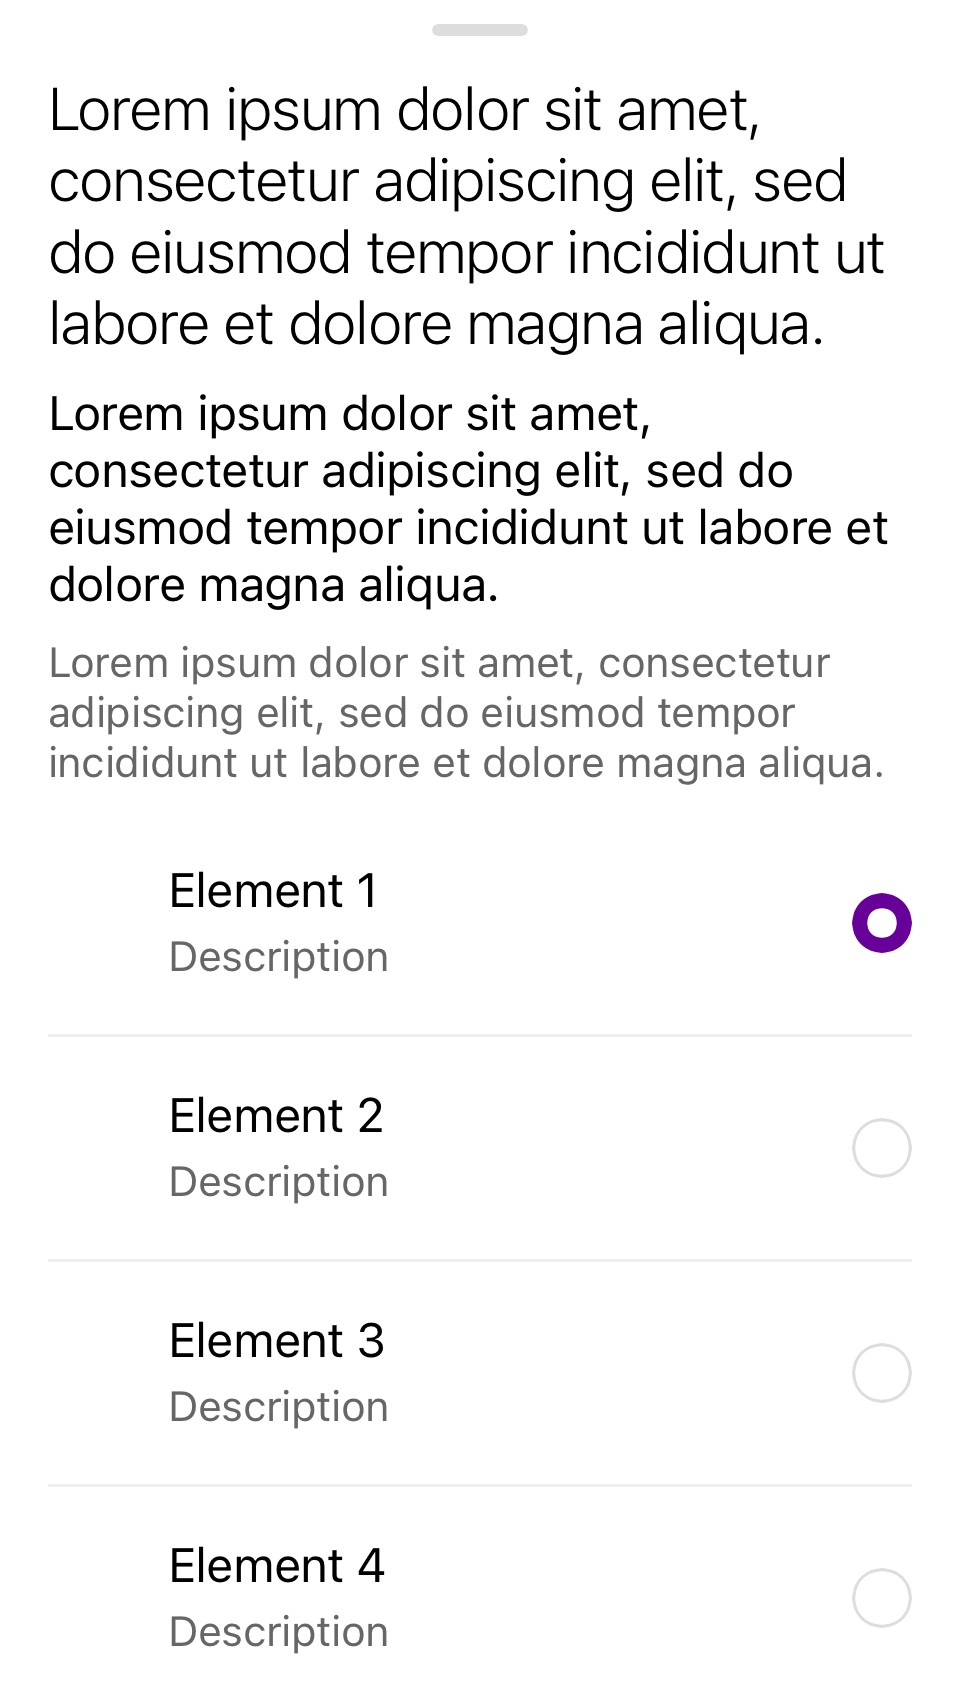 Lorem ipsum dolor sit amet,
consectetur adipiscing elit, sed
do eiusmod tempor incididunt ut
labore et dolore magna aliqua.
Lorem ipsum dolor sit amet,
consectetur adipiscing elit, sed do
eiusmod tempor incididunt ut labore et
dolore magna aliqua.
Lorem ipsum dolor sit amet, consectetur
adipiscing elit, sed do eiusmod tempor
incididunt ut labore et dolore magna aliqua.
Element 1
Description
Element 2
Description
Element 3
Description
Element 4
Description